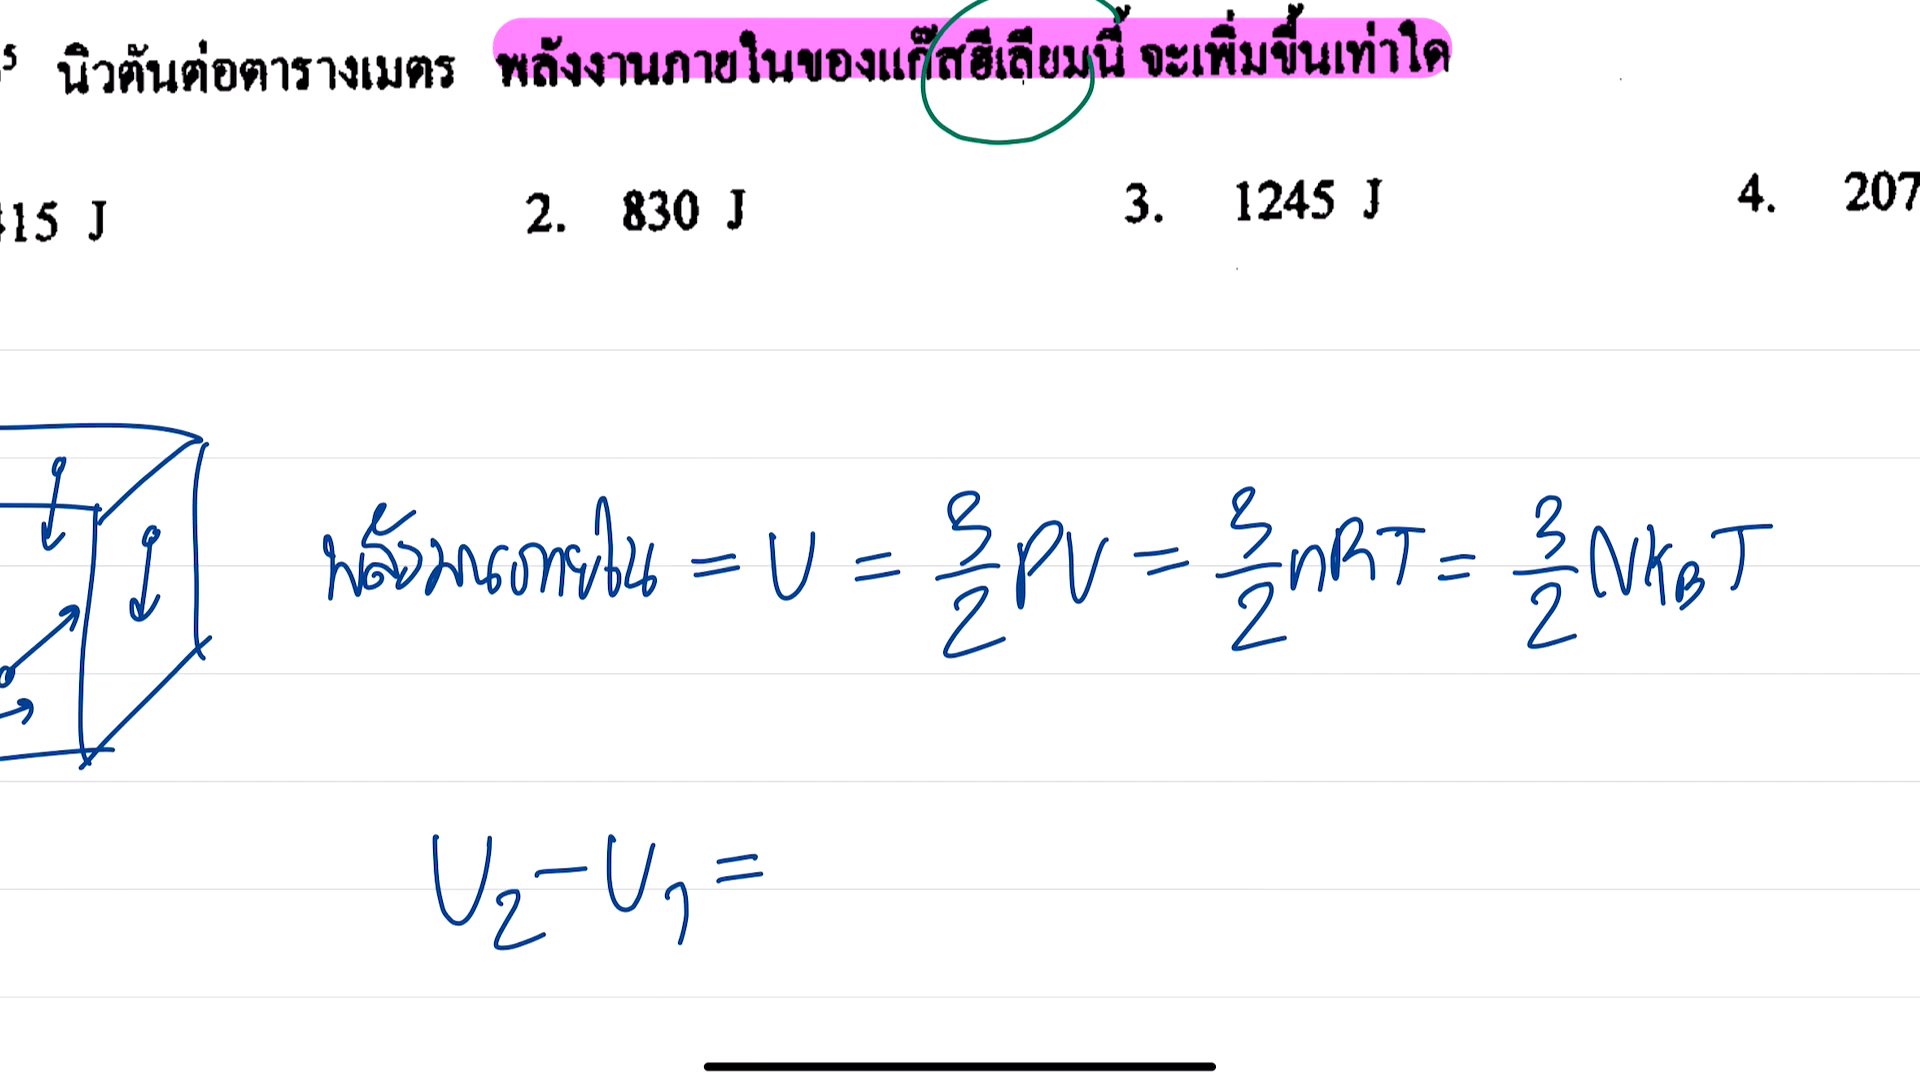 5 นิวตันต่อตารางเมตร พลังงานภายในของแก๊สฮีเลียมนี้ จะเพิ่มขึ้นเท่าใด
415 J 2. 830 J 3. 1245 J 4. 207
พลังงานภายใน = U = 3/2 PV = 3/2 nRT = 3/2 Nk_B T
U₂ - U₁ =